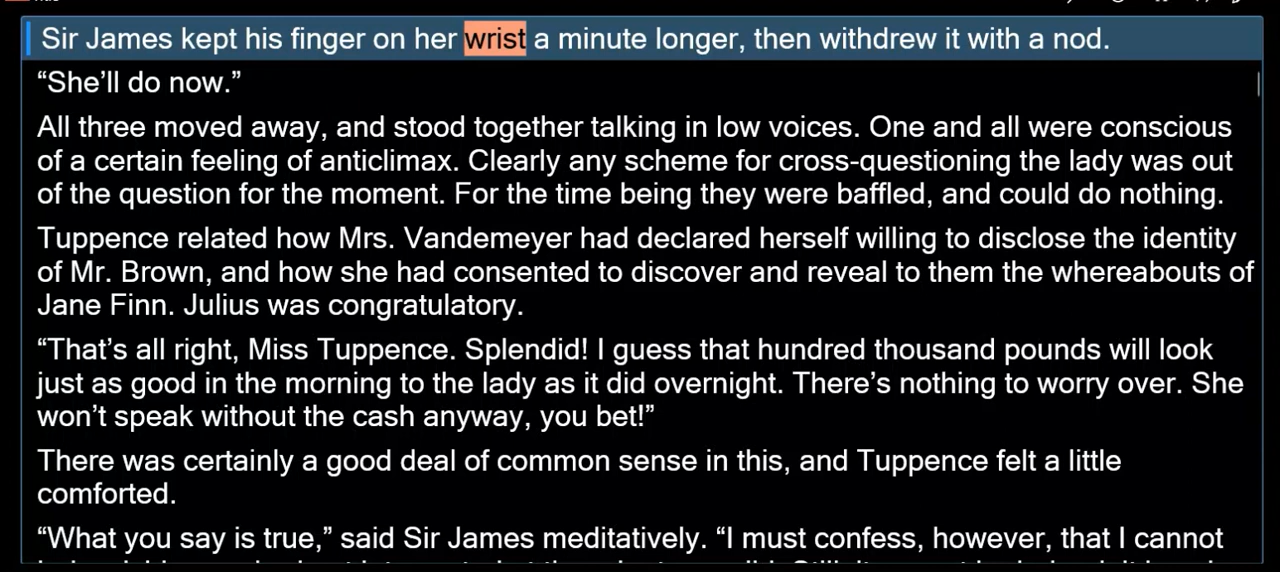 Sir James kept his finger on her wrist a minute longer, then withdrew it with a nod.
“She’ll do now.”
All three moved away, and stood together talking in low voices. One and all were conscious
of a certain feeling of anticlimax. Clearly any scheme for cross-questioning the lady was out
of the question for the moment. For the time being they were baffled, and could do nothing.
Tuppence related how Mrs. Vandemeyer had declared herself willing to disclose the identity
of Mr. Brown, and how she had consented to discover and reveal to them the whereabouts of
Jane Finn. Julius was congratulatory.
“That’s all right, Miss Tuppence. Splendid! I guess that hundred thousand pounds will look
just as good in the morning to the lady as it did overnight. There’s nothing to worry over. She
won’t speak without the cash anyway, you bet!”
There was certainly a good deal of common sense in this, and Tuppence felt a little
comforted.
“What you say is true,” said Sir James meditatively. “I must confess, however, that I cannot